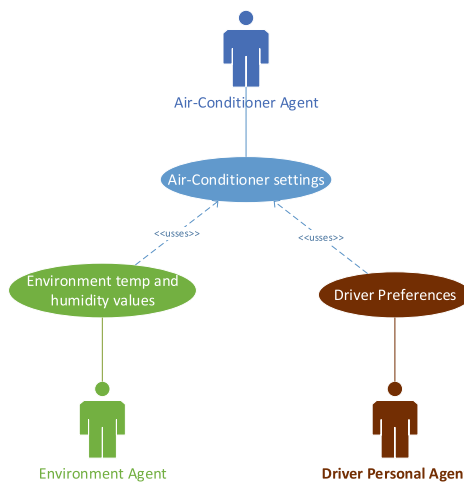 Air-Conditioner Agent
Air-Conditioner settings
<<usses>>
<<usses>>
Environment temp and
humidity values
Driver Preferences
Environment Agent
Driver Personal Agen